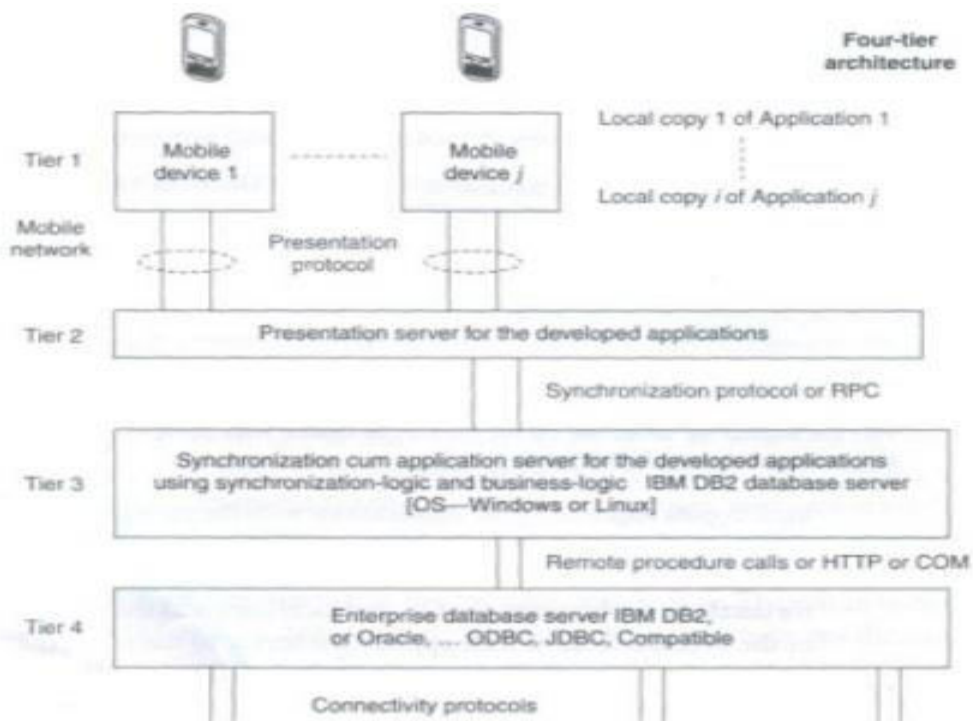 Four-tier
architecture
Local copy 1 of Application 1
Tier 1
Mobile
device 1
Mobile
device j
Local copy i of Application j
Mobile
network
Presentation
protocol
Tier 2
Presentation server for the developed applications
Synchronization protocol or RPC
Tier 3
Synchronization cum application server for the developed applications
using synchronization-logic and business-logic IBM DB2 database server
[OS—Windows or Linux]
Remote procedure calls or HTTP or COM
Tier 4
Enterprise database server IBM DB2,
or Oracle, ... ODBC, JDBC, Compatible
Connectivity protocols